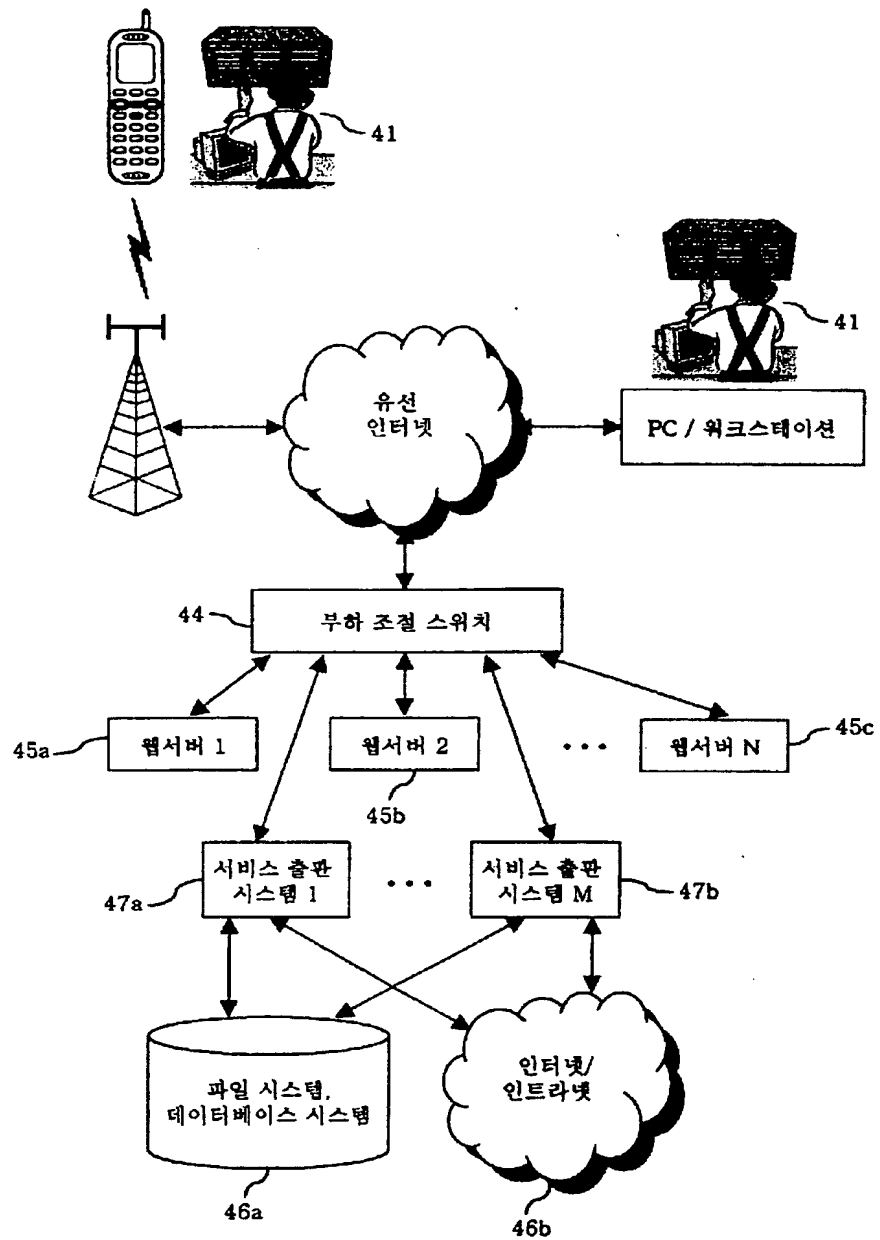 41
41
유선
인터넷
PC / 워크스테이션
44
부하 조절 스위치
45a
웹서버 1
웹서버 2
45b
• • •
웹서버 N
45c
47a
서비스 출판
시스템 1
• • •
서비스 출판
시스템 M
47b
파일 시스템,
데이터베이스 시스템
46a
인터넷/
인트라넷
46b